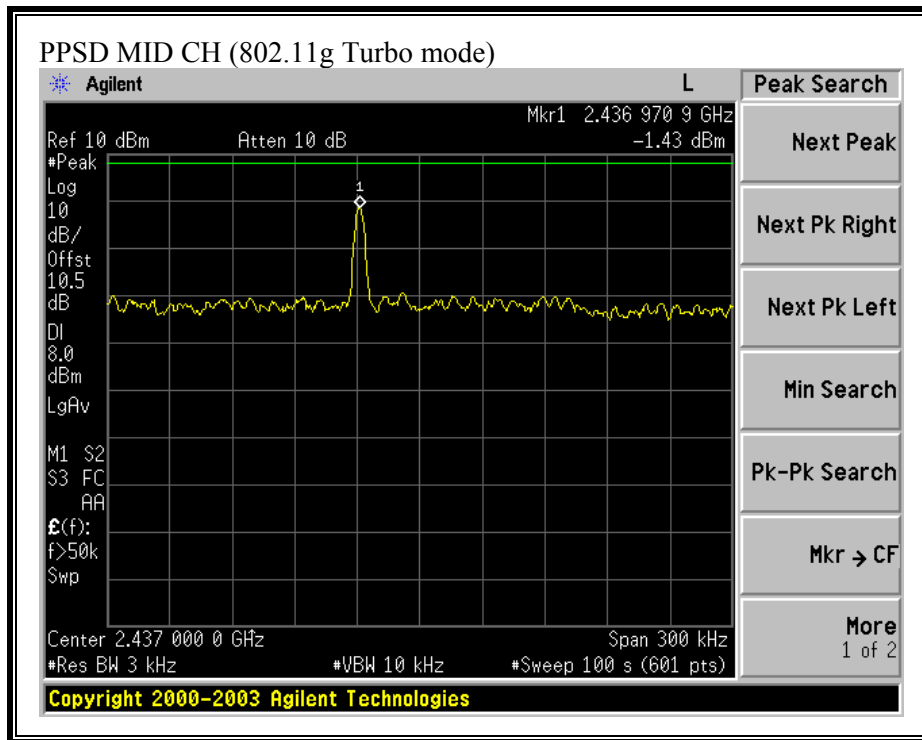 PPSD MID CH (802.11g Turbo mode)
Agilent L Peak Search
Mkr1 2.436 970 9 GHz
Ref 10 dBm Atten 10 dB -1.43 dBm
#Peak
Log
10
dB/
Offst
10.5
dB
DI
8.0
dBm
LgAv
M1 S2
S3 FC
AA
£(f):
f>50k
Swp
1
Center 2.437 000 0 GHz Span 300 kHz
#Res BW 3 kHz #VBW 10 kHz #Sweep 100 s (601 pts)
Copyright 2000-2003 Agilent Technologies
Next Peak
Next Pk Right
Next Pk Left
Min Search
Pk-Pk Search
Mkr → CF
More
1 of 2